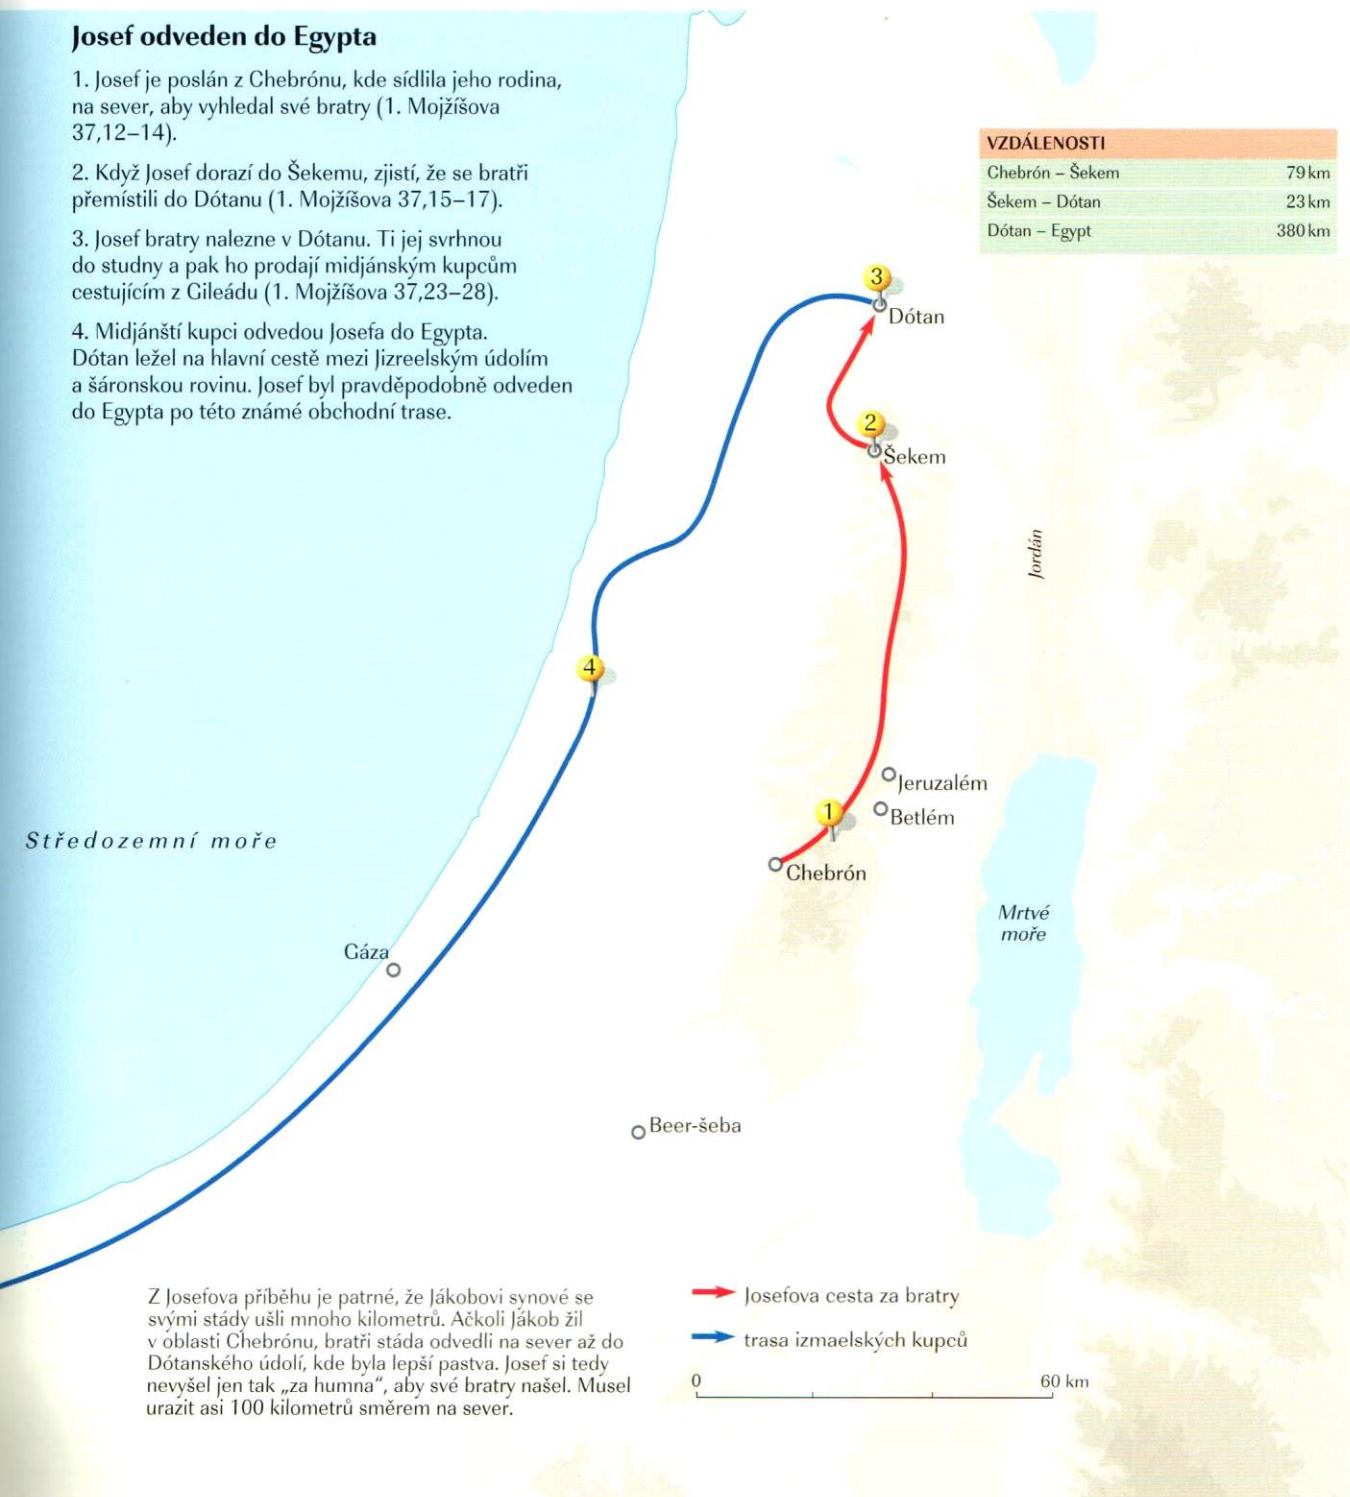 Josef odveden do Egypta
1. Josef je poslán z Chebrónu, kde sídlila jeho rodina,
na sever, aby vyhledal své bratry (1. Mojžíšova
37,12–14).
2. Když Josef dorazí do Šekemu, zjistí, že se bratři
přemístili do Dótanu (1. Mojžíšova 37,15–17).
3. Josef bratry nalezne v Dótanu. Ti jej svrhnou
do studny a pak ho prodají midjánským kupcům
cestujícím z Gileádu (1. Mojžíšova 37,23–28).
4. Midjánští kupci odvedou Josefa do Egypta.
Dótan ležel na hlavní cestě mezi Jizreelským údolím
a šáronskou rovinu. Josef byl pravděpodobně odveden
do Egypta po této známé obchodní trase.
VZDÁLENOSTI
Chebrón – Šekem 79 km
Šekem – Dótan 23 km
Dótan – Egypt 380 km
3
Dótan
2
Šekem
Jordán
4
Jeruzalém
1
Betlém
Středozemní moře
Chebrón
Mrtvé
moře
Gáza
Beer-šeba
Z Josefova příběhu je patrné, že Jákobovi synové se
svými stády ušli mnoho kilometrů. Ačkoli Jákob žil
v oblasti Chebrónu, bratři stáda odvedli na sever až do
Dótanského údolí, kde byla lepší pastva. Josef si tedy
nevyšel jen tak „za humna“, aby své bratry našel. Musel
urazit asi 100 kilometrů směrem na sever.
Josefova cesta za bratry
trasa izmaelských kupců
0 60 km